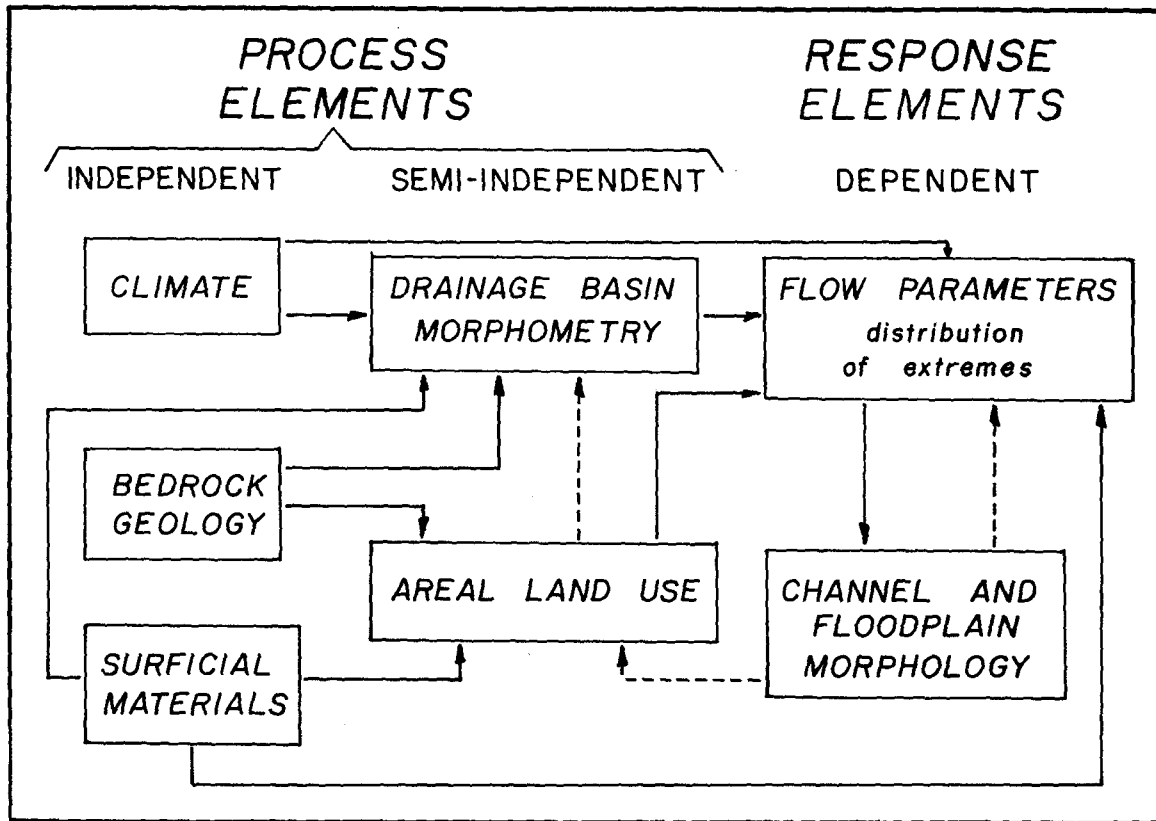 PROCESS
ELEMENTS
RESPONSE
ELEMENTS
INDEPENDENT
SEMI-INDEPENDENT
DEPENDENT
CLIMATE
DRAINAGE BASIN
MORPHOMETRY
FLOW PARAMETERS
distribution
of extremes
BEDROCK
GEOLOGY
AREAL LAND USE
CHANNEL AND
FLOODPLAIN
MORPHOLOGY
SURFICIAL
MATERIALS